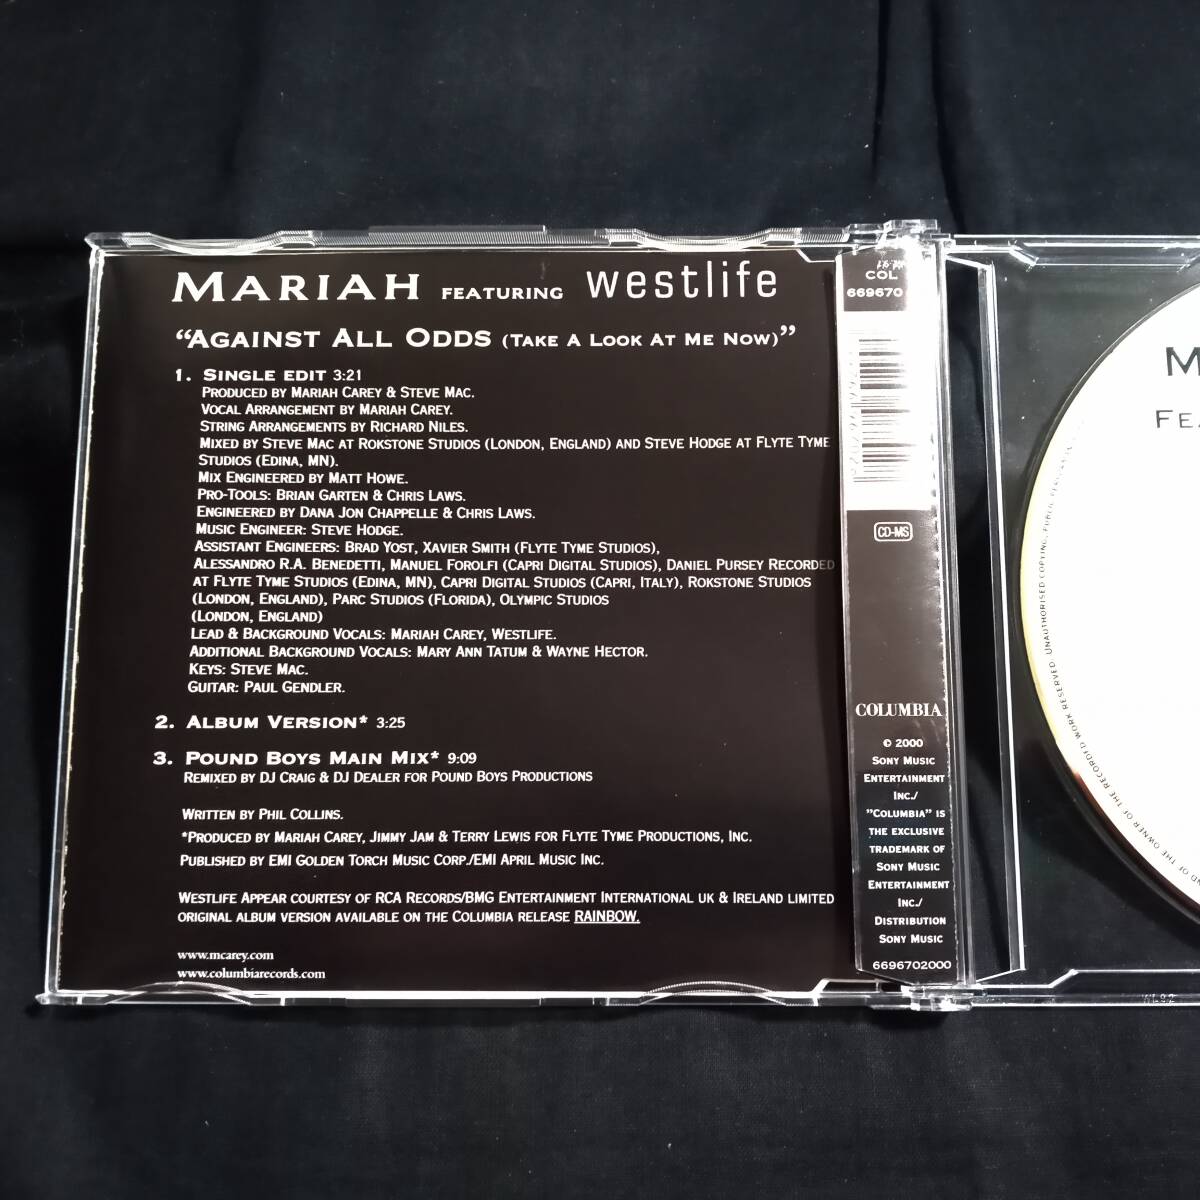 MARIAH FEATURING westlife
“AGAINST ALL ODDS (TAKE A LOOK AT ME NOW)”
1. SINGLE EDIT 3:21
PRODUCED BY MARIAH CAREY & STEVE MAC.
VOCAL ARRANGEMENT BY MARIAH CAREY.
STRING ARRANGEMENTS BY RICHARD NILES.
MIXED BY STEVE MAC AT ROKSTONE STUDIOS (LONDON, ENGLAND) AND STEVE HODGE AT FLYTE TYME
STUDIOS (EDINA, MN).
MIX ENGINEERED BY MATT HOWE.
PRO-TOOLS: BRIAN GARTEN & CHRIS LAWS.
ENGINEERED BY DANA JON CHAPPELLE & CHRIS LAWS.
MUSIC ENGINEER: STEVE HODGE.
ASSISTANT ENGINEERS: BRAD YOST, XAVIER SMITH (FLYTE TYME STUDIOS),
ALESSANDRO R.A. BENEDETTI, MANUEL FOROLFI (CAPRI DIGITAL STUDIOS), DANIEL PURSEY RECORDED
AT FLYTE TYME STUDIOS (EDINA, MN), CAPRI DIGITAL STUDIOS (CAPRI, ITALY), ROKSTONE STUDIOS
(LONDON, ENGLAND), PARC STUDIOS (FLORIDA), OLYMPIC STUDIOS
(LONDON, ENGLAND)
LEAD & BACKGROUND VOCALS: MARIAH CAREY, WESTLIFE.
ADDITIONAL BACKGROUND VOCALS: MARY ANN TATUM & WAYNE HECTOR.
KEYS: STEVE MAC.
GUITAR: PAUL GENDLER.
2. ALBUM VERSION* 3:25
3. POUND BOYS MAIN MIX* 9:09
REMIXED BY DJ CRAIG & DJ DEALER FOR POUND BOYS PRODUCTIONS
WRITTEN BY PHIL COLLINS.
*PRODUCED BY MARIAH CAREY, JIMMY JAM & TERRY LEWIS FOR FLYTE TYME PRODUCTIONS, INC.
PUBLISHED BY EMI GOLDEN TORCH MUSIC CORP./EMI APRIL MUSIC INC.
WESTLIFE APPEAR COURTESY OF RCA RECORDS/BMG ENTERTAINMENT INTERNATIONAL UK & IRELAND LIMITED
ORIGINAL ALBUM VERSION AVAILABLE ON THE COLUMBIA RELEASE RAINBOW.
www.mcarey.com
www.columbiarecords.com
COL
669670
CD-MS
COLUMBIA
© 2000
SONY MUSIC
ENTERTAINMENT
INC./
"COLUMBIA" IS
THE EXCLUSIVE
TRADEMARK OF
SONY MUSIC
ENTERTAINMENT
INC./
DISTRIBUTION
SONY MUSIC
6696702000
M
FEA
OF THE OWNER OF THE RECORDED WORK RESERVED. UNAUTHORISED COPYING, PUBLIC